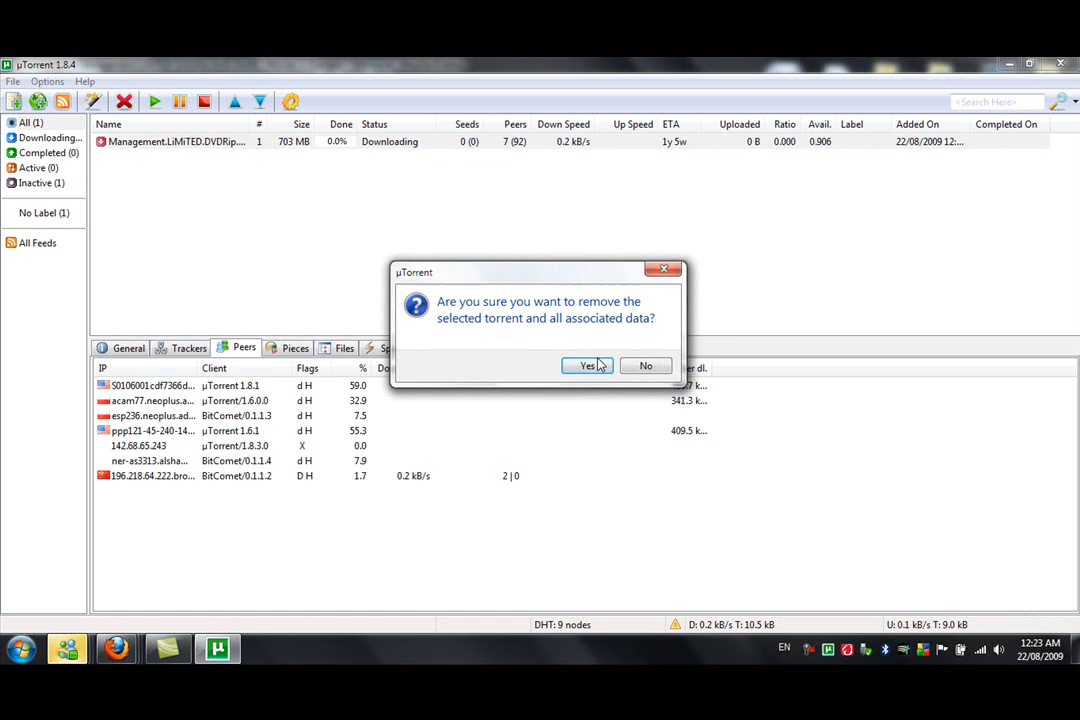 µTorrent 1.8.4
File Options Help
<Search Here>
All (1)
Downloading...
Completed (0)
Active (0)
Inactive (1)
No Label (1)
All Feeds
Name # Size Done Status Seeds Peers Down Speed Up Speed ETA Uploaded Ratio Avail. Label Added On Completed On
Management.LiMiTED.DVDRip.... 1 703 MB 0.0% Downloading 0 (0) 7 (92) 0.2 kB/s 1y 5w 0 B 0.000 0.906 22/08/2009 12:...
µTorrent
Are you sure you want to remove the
selected torrent and all associated data?
Yes No
General Trackers Peers Pieces Files
IP Client Flags % er dl.
S0106001cdf7366d... µTorrent 1.8.1 d H 59.0
acam77.neoplus.... µTorrent/1.6.0.0 d H 32.9 341.3 k...
esp236.neoplus.ad... BitComet/0.1.1.3 d H 7.5
ppp121-45-240-14... µTorrent 1.6.1 d H 55.3 409.5 k...
142.68.65.243 µTorrent/1.8.3.0 X 0.0
ner-as3313.alsha... BitComet/0.1.1.4 d H 7.9
196.218.64.222.bro... BitComet/0.1.1.2 D H 1.7 0.2 kB/s 2|0
DHT: 9 nodes D: 0.2 kB/s T: 10.5 kB U: 0.1 kB/s T: 9.0 kB
EN
12:23 AM
22/08/2009